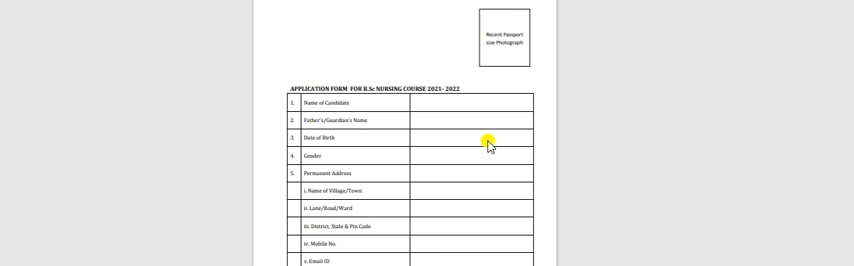 Recent Passport
size Photograph
APPLICATION FORM FOR B.Sc NURSING COURSE 2021- 2022
1. Name of Candidate
2. Father's/Guardian's Name
3. Date of Birth
4. Gender
5. Permanent Address
i. Name of Village/Town
ii. Lane/Road/Ward
iii. District, State & Pin Code
iv. Mobile No.
v. Email ID